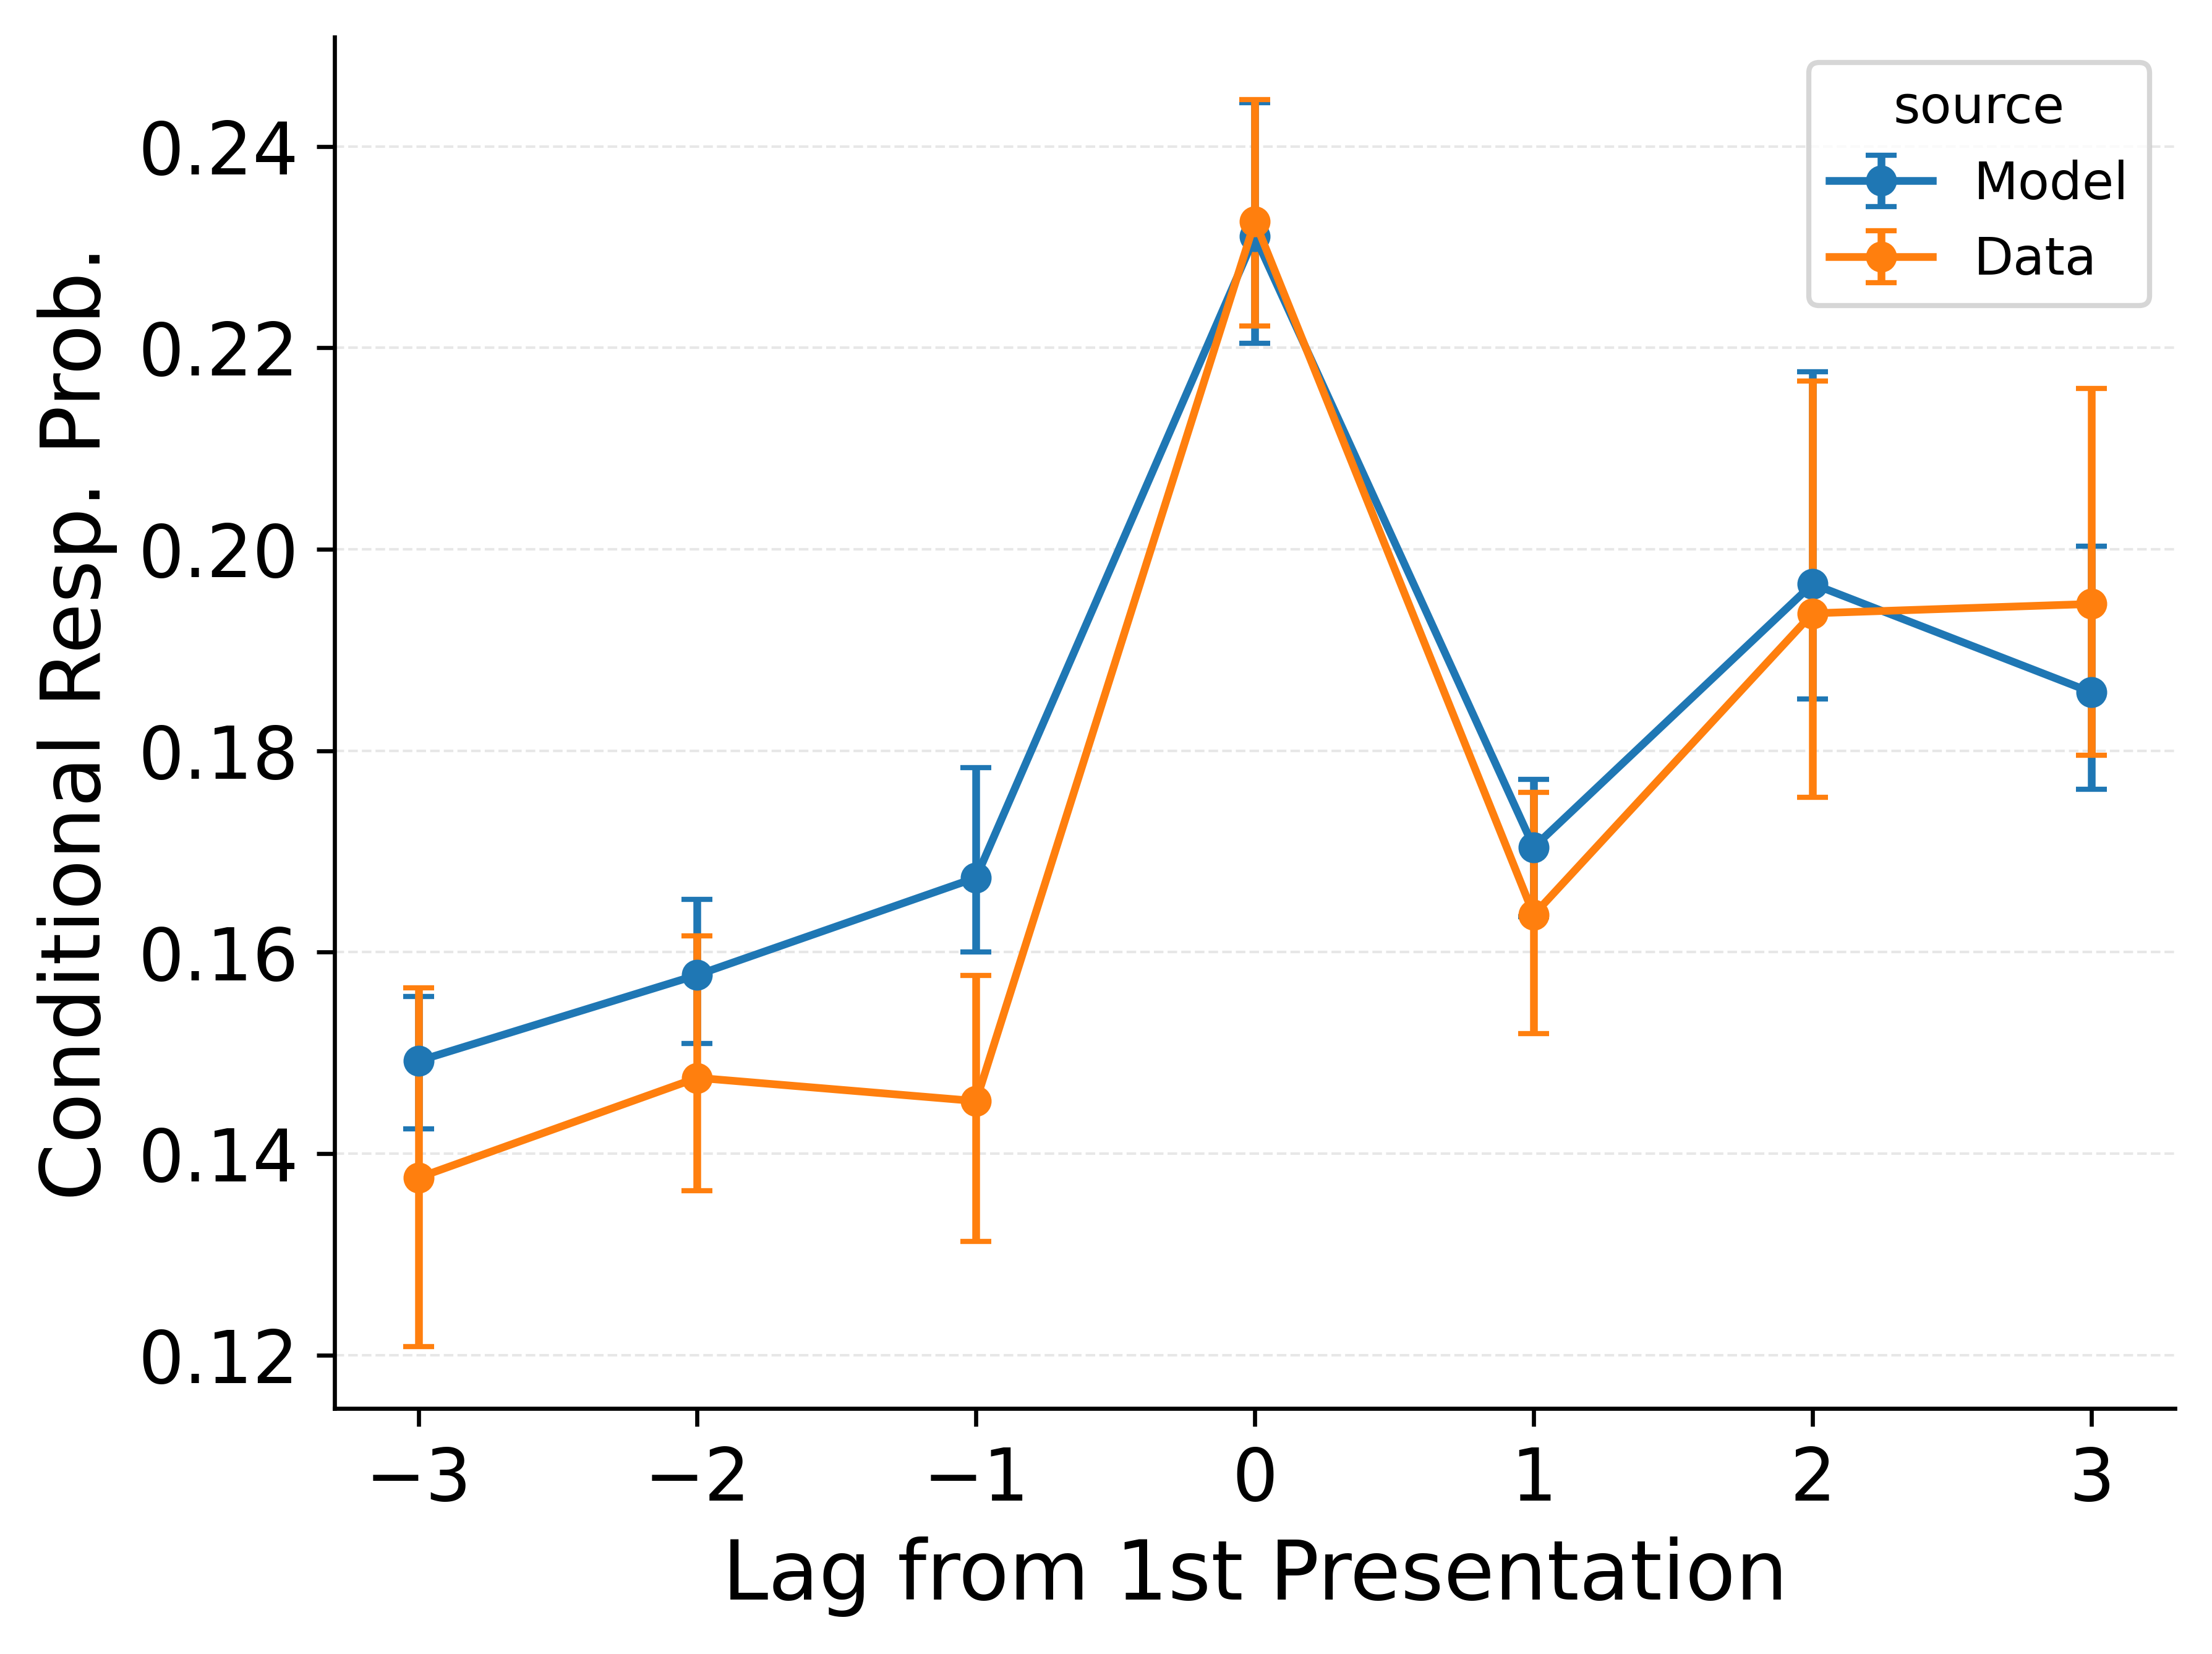 Conditional Resp. Prob.
0.24
0.22
0.20
0.18
0.16
0.14
0.12
source
Model
Data
−3 −2 −1 0 1 2 3
Lag from 1st Presentation